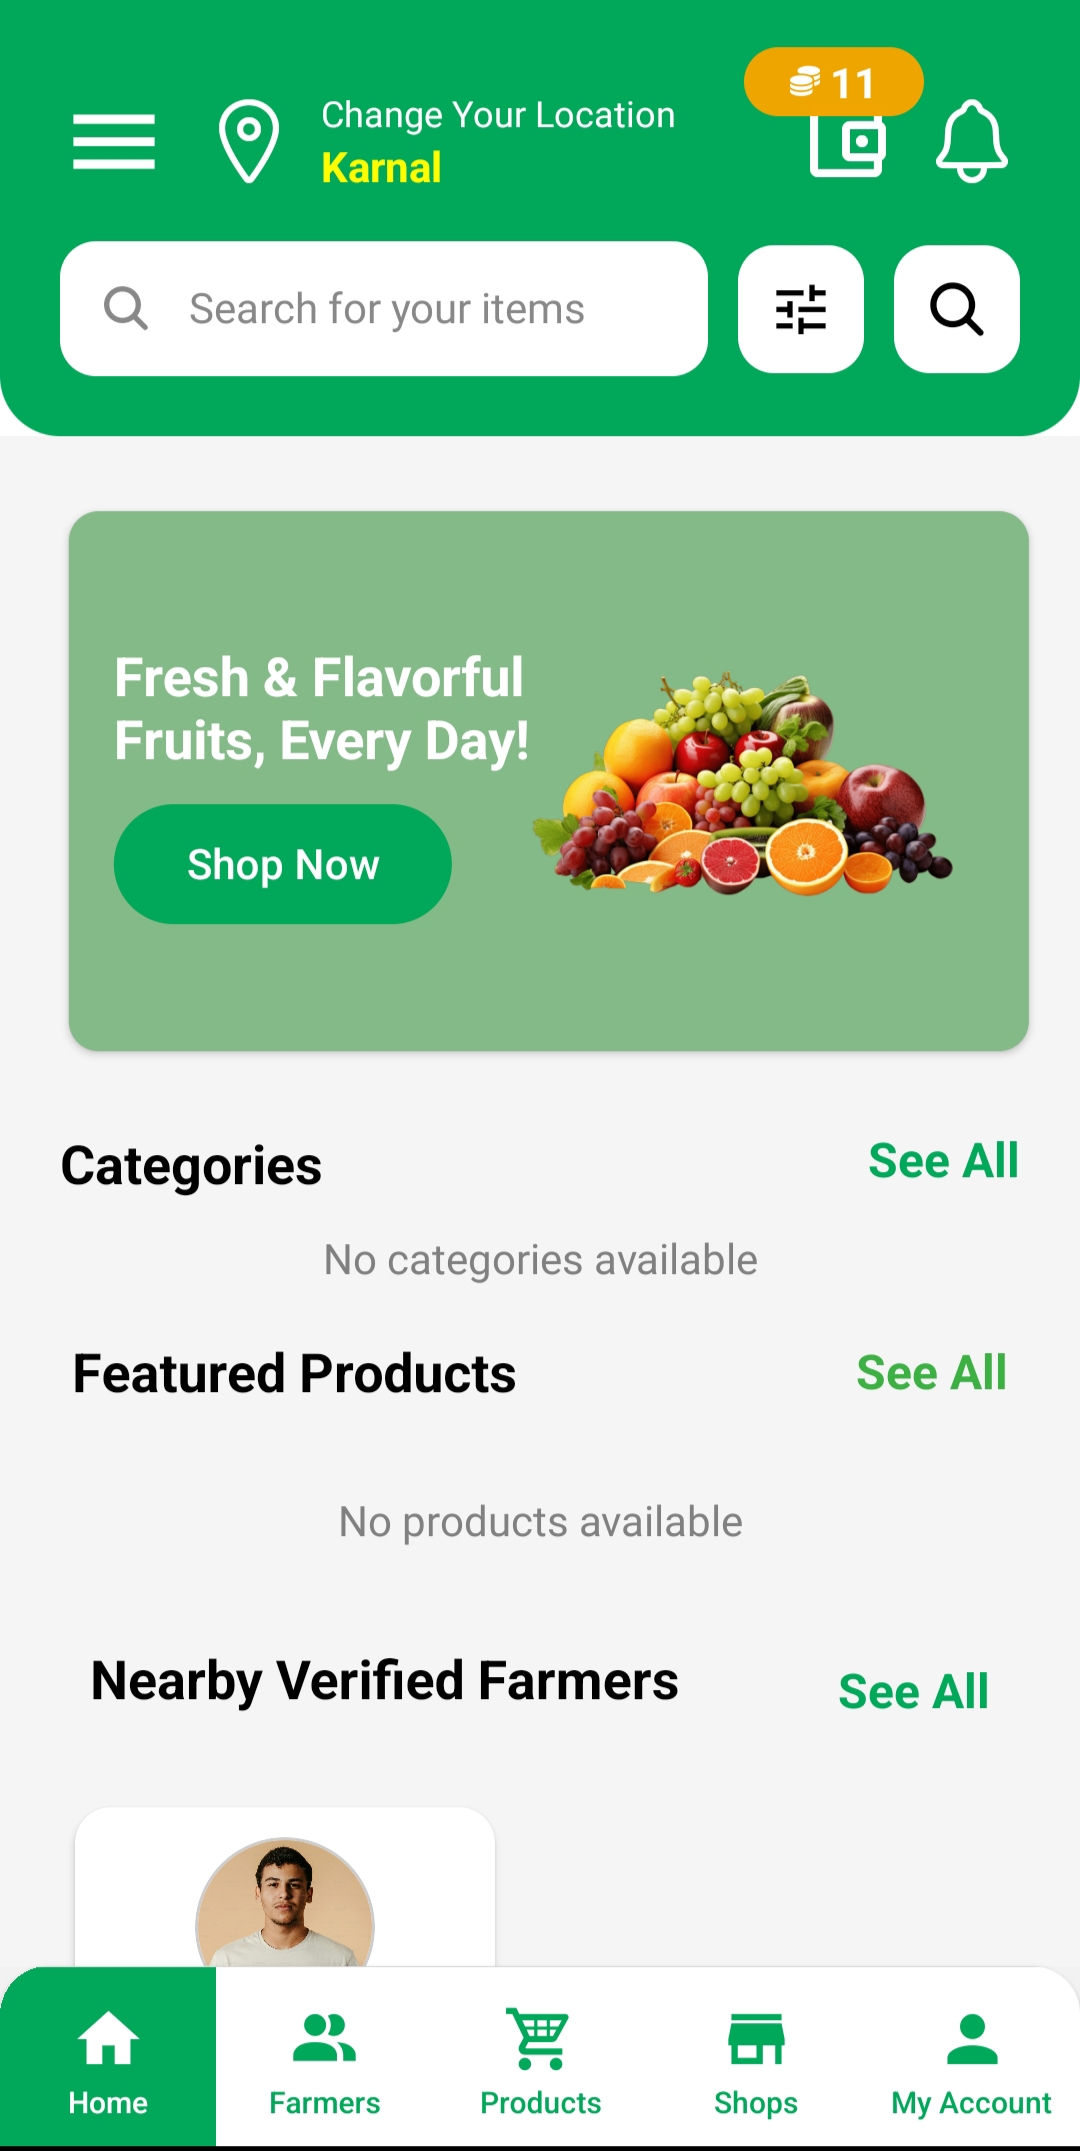 11
Change Your Location
Karnal
Search for your items
Fresh & Flavorful
Fruits, Every Day!
Shop Now
Categories
See All
No categories available
Featured Products
See All
No products available
Nearby Verified Farmers
See All
Home
Farmers
Products
Shops
My Account